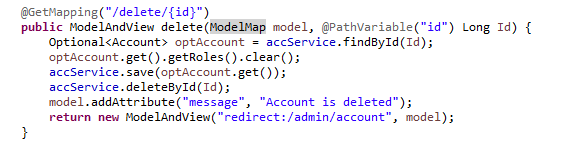 @GetMapping("/delete/{id}")
public ModelAndView delete(ModelMap model, @PathVariable("id") Long Id) {
Optional<Account> optAccount = accService.findById(Id);
optAccount.get().getRoles().clear();
accService.save(optAccount.get());
accService.deleteById(Id);
model.addAttribute("message", "Account is deleted");
return new ModelAndView("redirect:/admin/account", model);
}